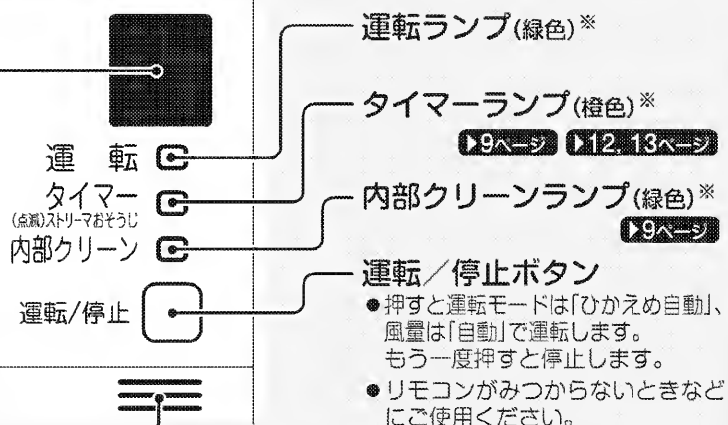 運転ランプ(緑色)※
タイマーランプ(橙色)※
▶9ページ ▶12, 13ページ
内部クリーンランプ(緑色)※
▶9ページ
運転／停止ボタン
●押すと運転モードは「ひかえめ自動」、
風量は「自動」で運転します。
もう一度押すと停止します。
●リモコンがみつからないときなど
にご使用ください。
運 転
タイマー
(点滅)ストリーマおそうじ
内部クリーン
運転/停止